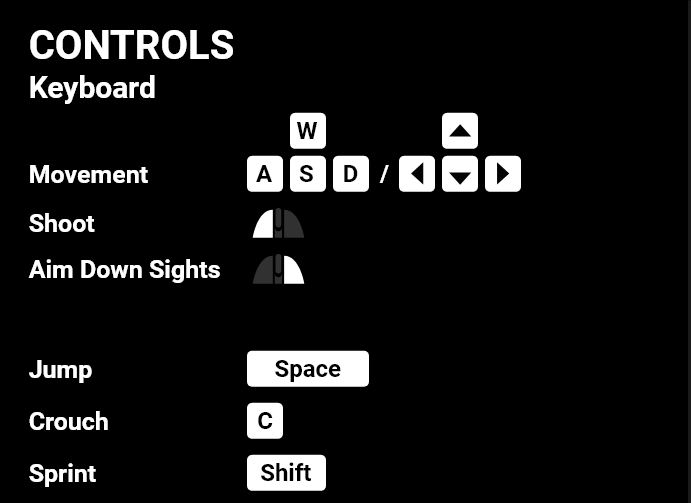 CONTROLS
Keyboard
W
Movement A S D /
Shoot
Aim Down Sights
Jump Space
Crouch C
Sprint Shift